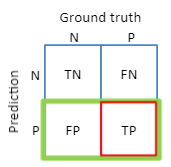 Ground truth
N P
Prediction
N TN FN
P FP TP